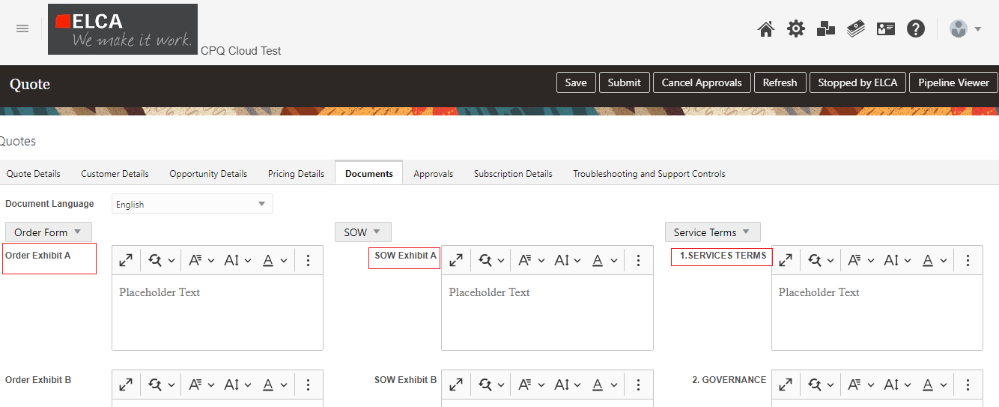 ELCA
We make it work.
CPQ Cloud Test
Quote
Save
Submit
Cancel Approvals
Refresh
Stopped by ELCA
Pipeline Viewer
Quotes
Quote Details
Customer Details
Opportunity Details
Pricing Details
Documents
Approvals
Subscription Details
Troubleshooting and Support Controls
Document Language
English
Order Form
SOW
Service Terms
Order Exhibit A
Placeholder Text
SOW Exhibit A
Placeholder Text
1.SERVICES TERMS
Placeholder Text
Order Exhibit B
SOW Exhibit B
2. GOVERNANCE